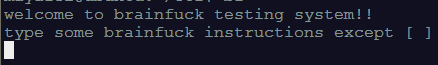 welcome to brainfuck testing system!!
type some brainfuck instructions except [ ]